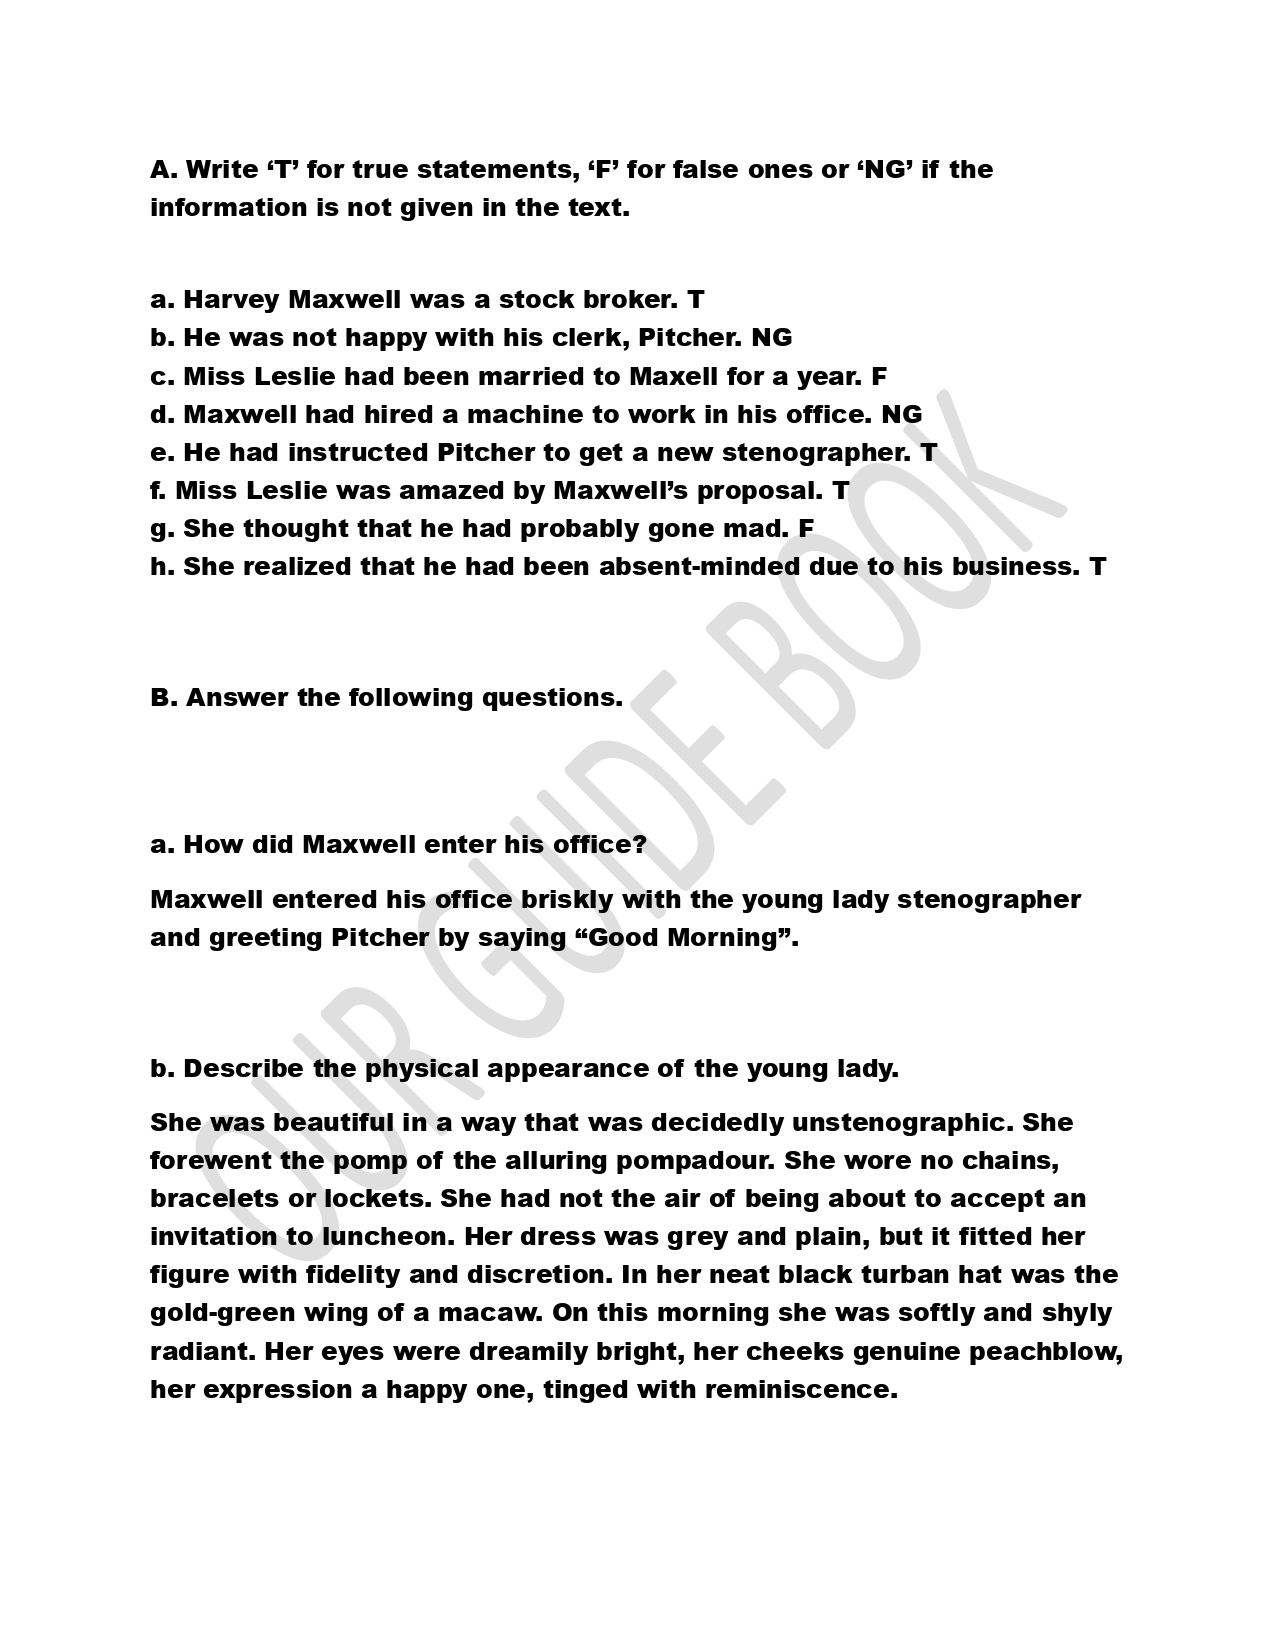 A. Write ‘T’ for true statements, ‘F’ for false ones or ‘NG’ if the
information is not given in the text.
a. Harvey Maxwell was a stock broker. T
b. He was not happy with his clerk, Pitcher. NG
c. Miss Leslie had been married to Maxell for a year. F
d. Maxwell had hired a machine to work in his office. NG
e. He had instructed Pitcher to get a new stenographer. T
f. Miss Leslie was amazed by Maxwell’s proposal. T
g. She thought that he had probably gone mad. F
h. She realized that he had been absent-minded due to his business. T
B. Answer the following questions.
a. How did Maxwell enter his office?
Maxwell entered his office briskly with the young lady stenographer
and greeting Pitcher by saying “Good Morning”.
b. Describe the physical appearance of the young lady.
She was beautiful in a way that was decidedly unstenographic. She
forewent the pomp of the alluring pompadour. She wore no chains,
bracelets or lockets. She had not the air of being about to accept an
invitation to luncheon. Her dress was grey and plain, but it fitted her
figure with fidelity and discretion. In her neat black turban hat was the
gold-green wing of a macaw. On this morning she was softly and shyly
radiant. Her eyes were dreamily bright, her cheeks genuine peachblow,
her expression a happy one, tinged with reminiscence.
OUR GUIDE BOOK